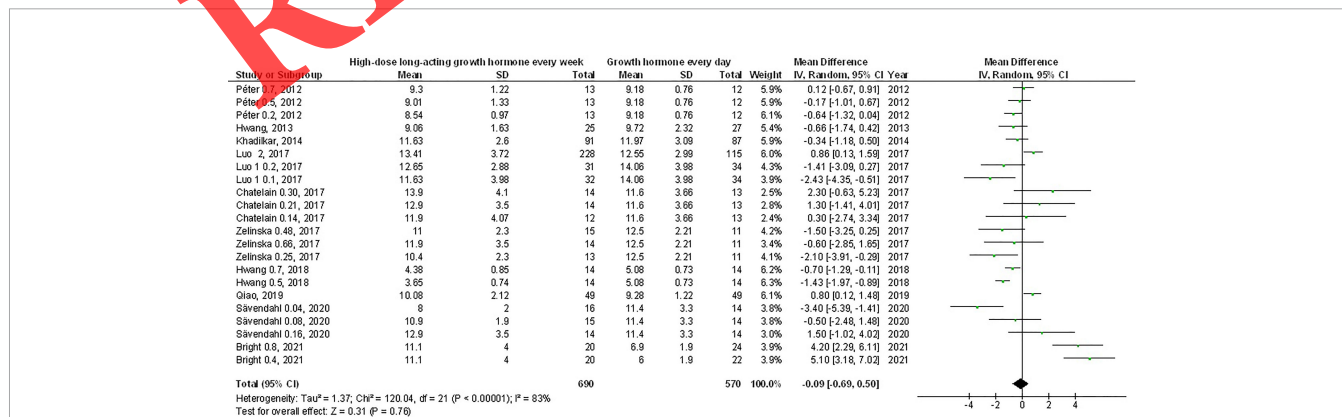 High-dose long-acting growth hormone every week Growth hormone every day Mean Difference Mean Difference
Study or Subgroup Mean SD Total Mean SD Total Weight IV, Random, 95% CI Year IV, Random, 95% CI
Péter 0.7, 2012 9.3 1.22 13 9.18 0.76 12 5.9% 0.12 [-0.67, 0.91] 2012
Péter 0.5, 2012 9.01 1.33 13 9.18 0.76 12 5.9% -0.17 [-1.01, 0.67] 2012
Péter 0.2, 2012 8.54 0.97 13 9.18 0.76 12 6.1% -0.64 [-1.32, 0.04] 2012
Hwang, 2013 9.06 1.63 25 9.72 2.32 27 5.4% -0.66 [-1.74, 0.42] 2013
Khadilkar, 2014 11.63 2.6 91 11.97 3.09 87 5.8% -0.34 [-1.18, 0.50] 2014
Luo 2, 2017 13.41 3.72 228 12.55 2.99 115 6.0% 0.86 [0.13, 1.59] 2017
Luo 1 0.2, 2017 12.65 2.88 31 14.06 3.98 34 4.2% -1.41 [-3.09, 0.27] 2017
Luo 1 0.1, 2017 11.63 3.98 32 14.06 3.98 34 3.8% -2.43 [-4.35, -0.51] 2017
Chatelain 0.30, 2017 13.9 4.1 14 11.6 3.66 13 2.5% 2.30 [-0.63, 5.23] 2017
Chatelain 0.21, 2017 12.9 3.5 14 11.6 3.66 13 2.8% 1.30 [-1.41, 4.01] 2017
Chatelain 0.14, 2017 11.9 4.07 12 11.6 3.66 13 2.4% 0.30 [-2.74, 3.34] 2017
Zelinska 0.48, 2017 11 2.3 15 12.5 2.21 11 4.1% -1.50 [-3.25, 0.25] 2017
Zelinska 0.66, 2017 11.9 3.5 14 12.5 2.21 11 3.3% -0.60 [-2.85, 1.65] 2017
Zelinska 0.25, 2017 10.4 2.3 13 12.5 2.21 11 4.0% -2.10 [-3.91, -0.29] 2017
Hwang 0.7, 2018 4.38 0.85 14 5.08 0.73 14 6.2% -0.70 [-1.29, -0.11] 2018
Hwang 0.5, 2018 3.65 0.74 14 5.08 0.73 14 6.2% -1.43 [-1.97, -0.89] 2018
Qiao, 2019 10.08 2.12 49 9.28 1.22 49 6.1% 0.80 [0.12, 1.48] 2019
Sävendahl 0.04, 2020 8 2 16 11.4 3.3 14 3.8% -3.40 [-5.39, -1.41] 2020
Sävendahl 0.08, 2020 10.9 1.9 15 11.4 3.3 14 3.8% -0.50 [-2.48, 1.48] 2020
Sävendahl 0.16, 2020 12.9 3.5 14 11.4 3.3 14 3.0% 1.50 [-1.02, 4.02] 2020
Bright 0.8, 2021 11.1 4 20 6.9 1.9 24 3.9% 4.20 [2.29, 6.11] 2021
Bright 0.4, 2021 11.1 4 20 6 1.9 22 3.9% 5.10 [3.18, 7.02] 2021
Total (95% CI) 690 570 100.0% -0.09 [-0.69, 0.50]
Heterogeneity: Tau² = 1.37; Chi² = 120.04, df = 21 (P < 0.00001); I² = 83%
Test for overall effect: Z = 0.31 (P = 0.76)
-4 -2 0 2 4